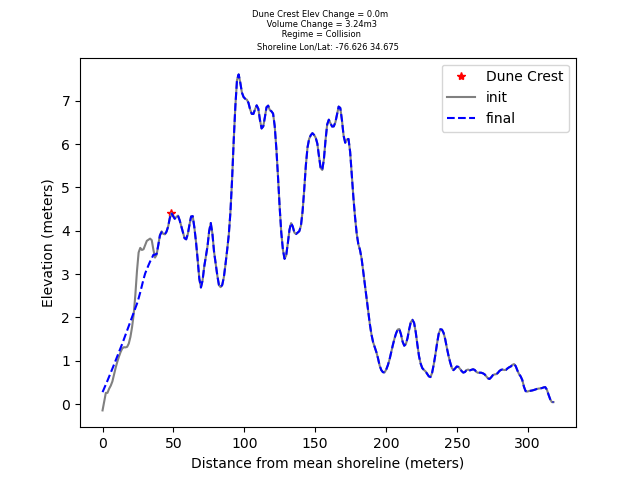 Dune Crest Elev Change = 0.0m
Volume Change = 3.24m3
Regime = Collision
Shoreline Lon/Lat: -76.626 34.675
Dune Crest
init
final
Elevation (meters)
7
6
5
4
3
2
1
0
0 50 100 150 200 250 300
Distance from mean shoreline (meters)